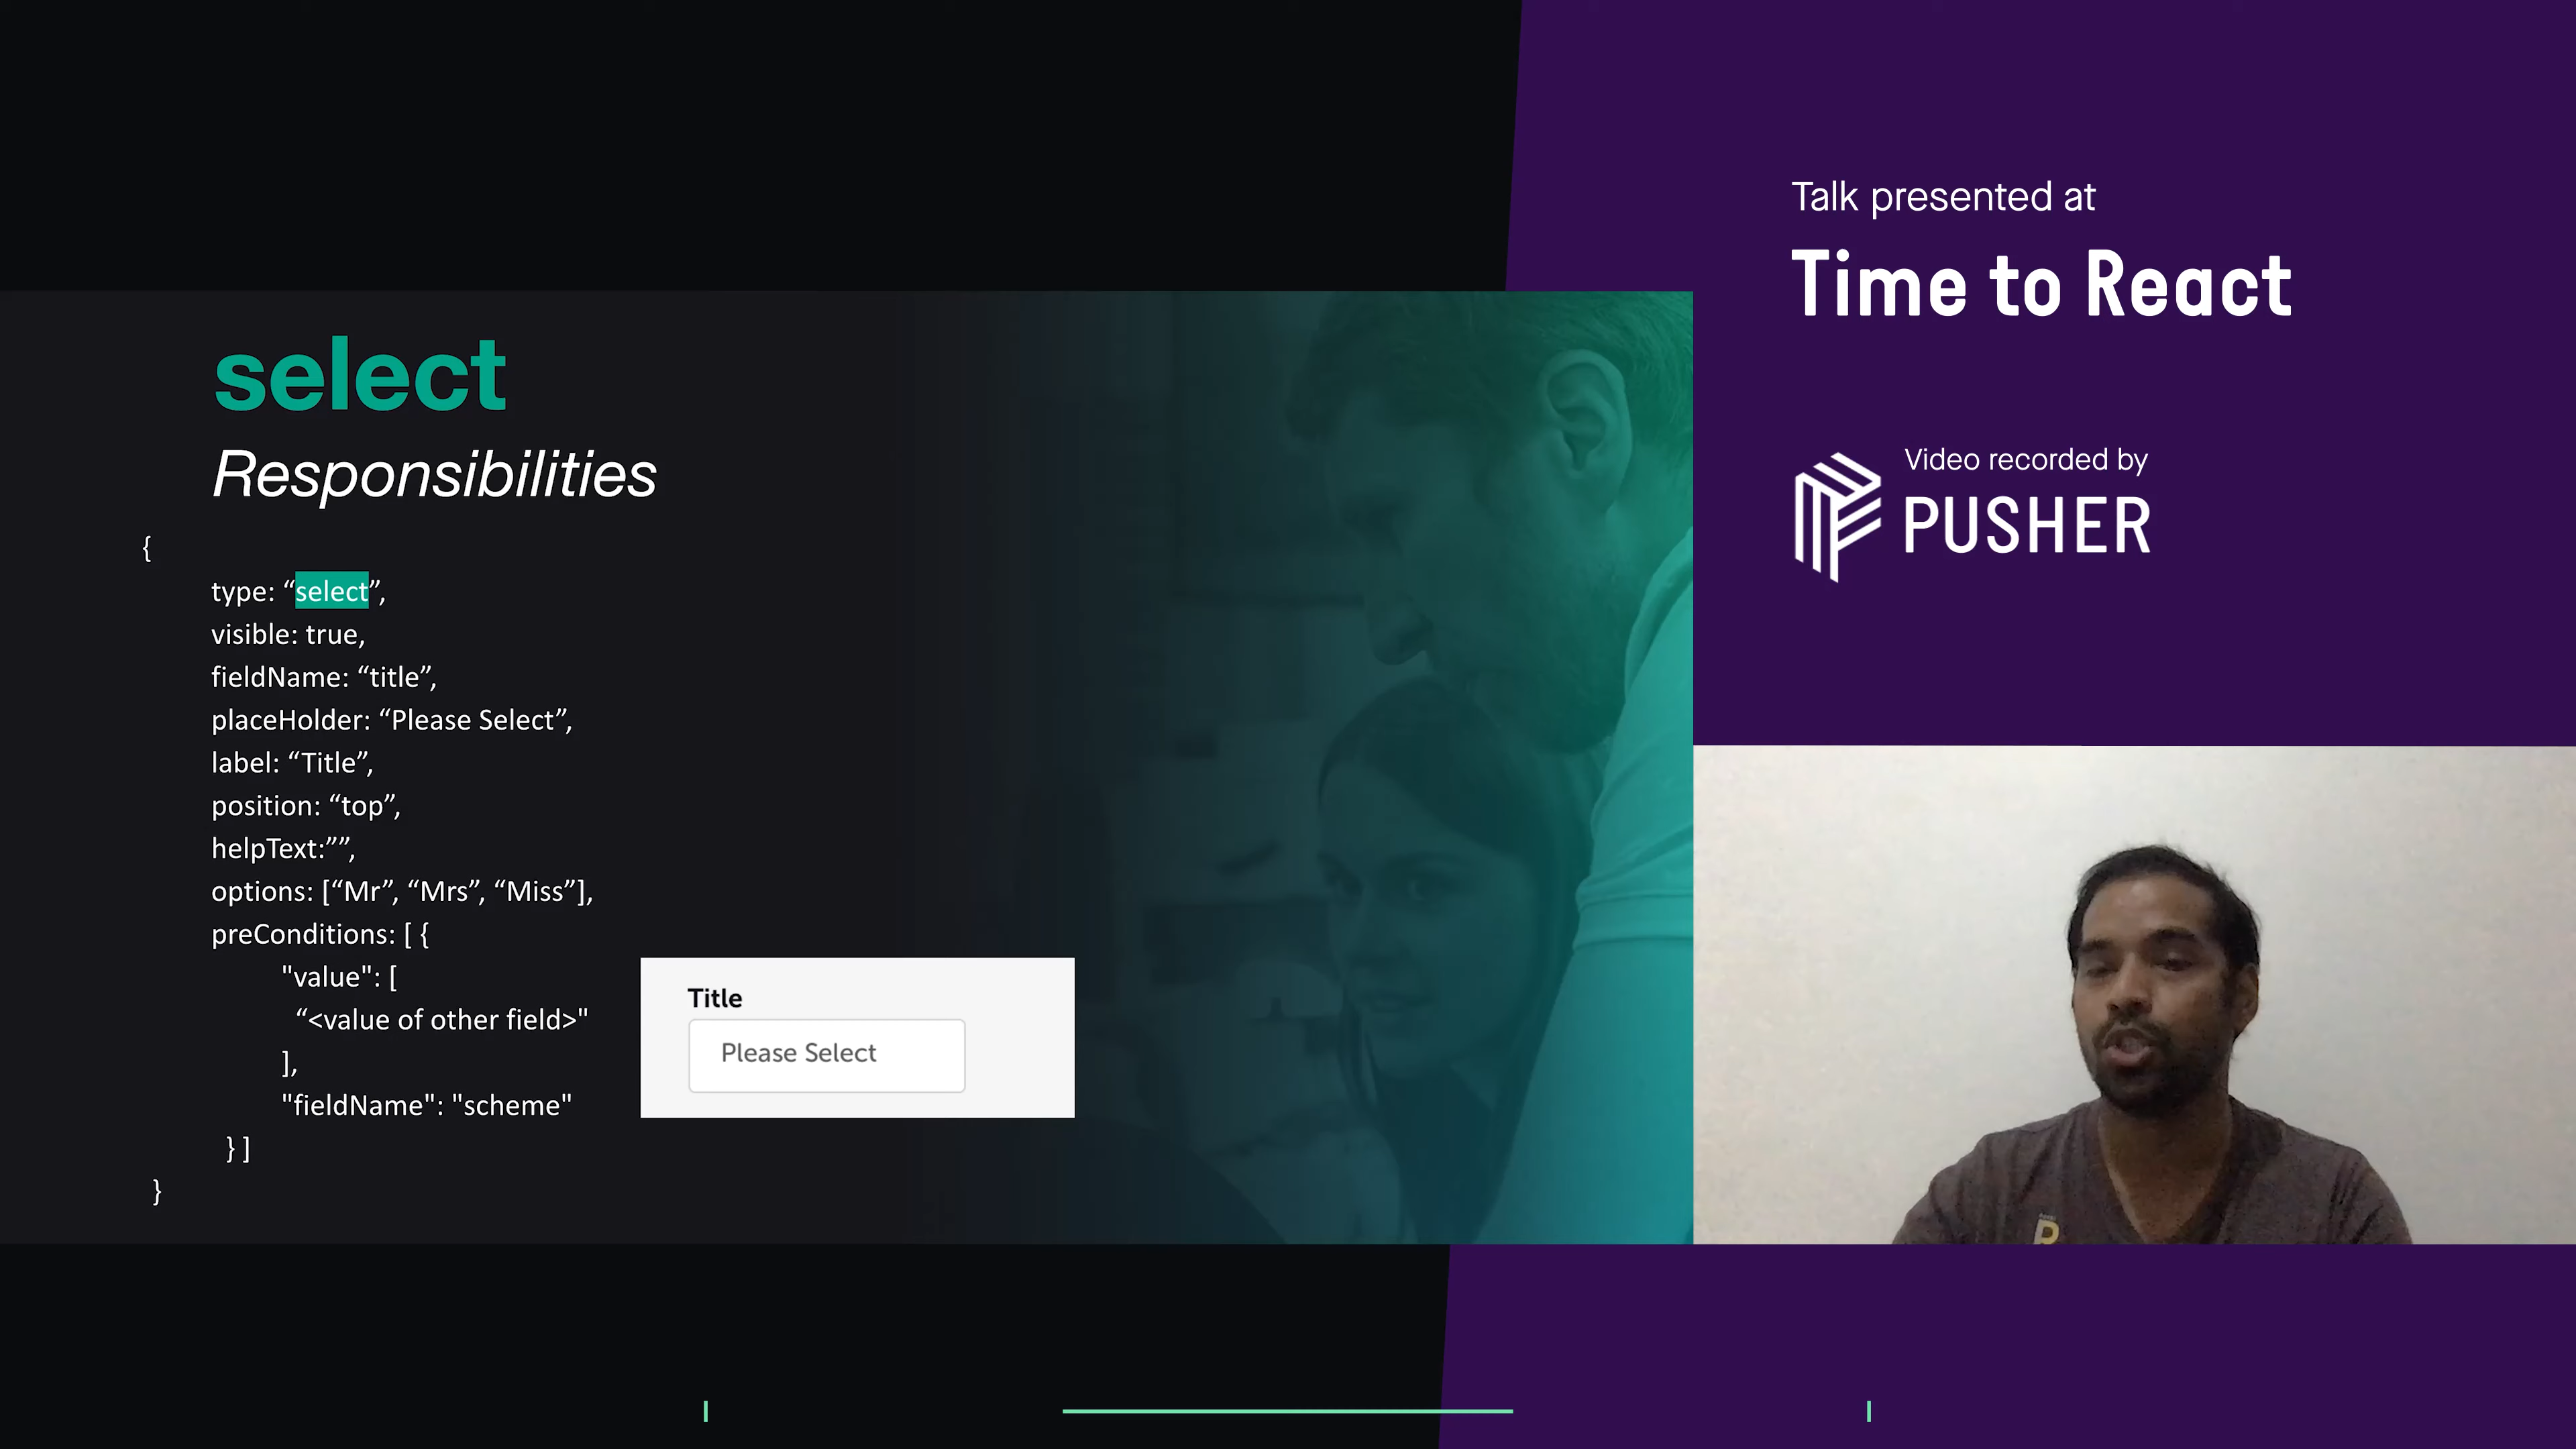 select
Responsibilities
{
type: “select”,
visible: true,
fieldName: “title”,
placeHolder: “Please Select”,
label: “Title”,
position: “top”,
helpText:””,
options: [“Mr”, “Mrs”, “Miss”],
preConditions: [ {
"value": [
“<value of other field>"
],
"fieldName": "scheme"
} ]
}
Title
Please Select
Talk presented at
Time to React
Video recorded by
PUSHER